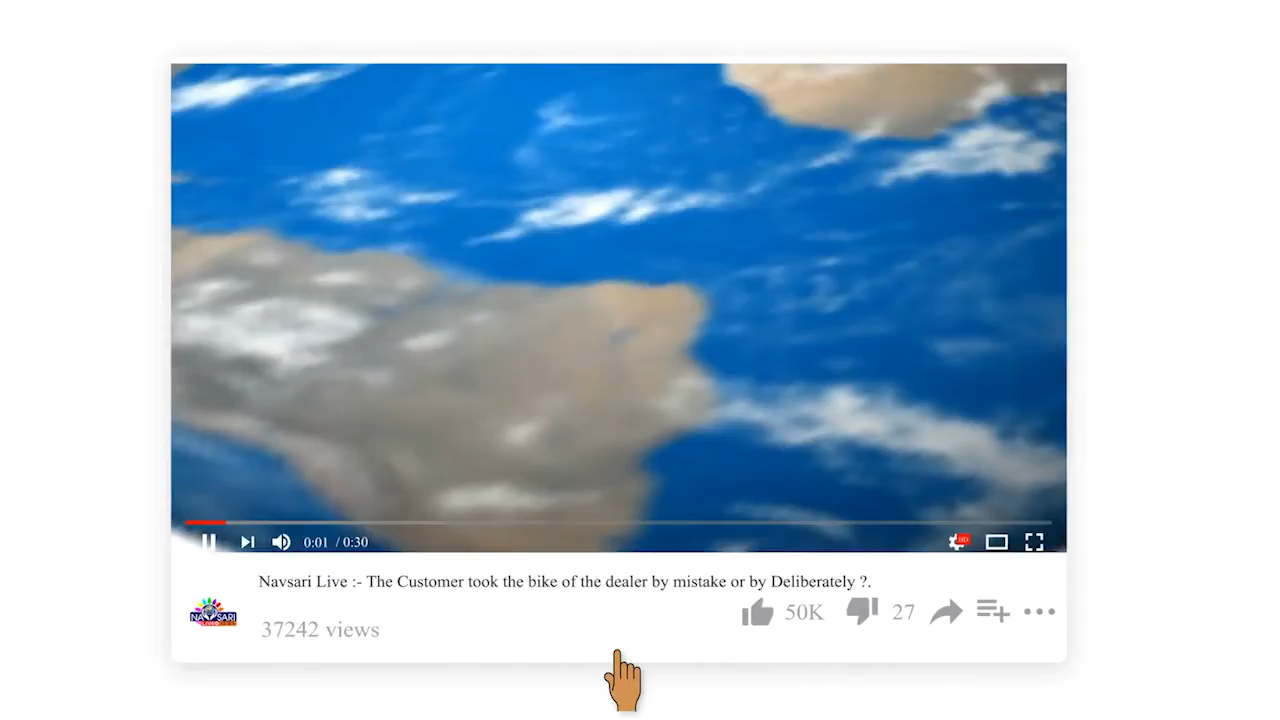 HD
0:01 / 0:30
Navsari Live :- The Customer took the bike of the dealer by mistake or by Deliberately ?.
NAVSARI
50K 27
37242 views